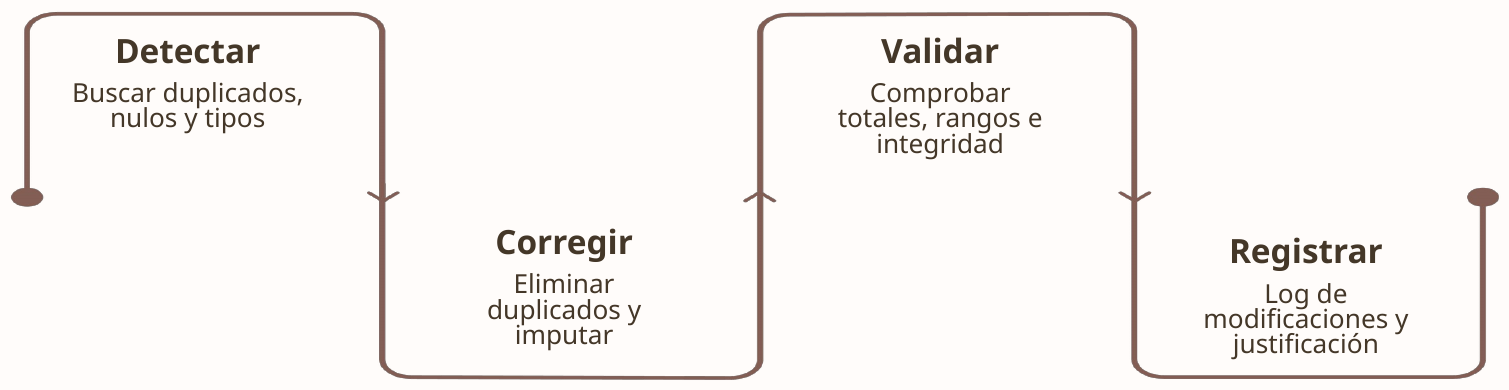 Detectar
Buscar duplicados,
nulos y tipos
Corregir
Eliminar
duplicados y
imputar
Validar
Comprobar
totales, rangos e
integridad
Registrar
Log de
modificaciones y
justificación